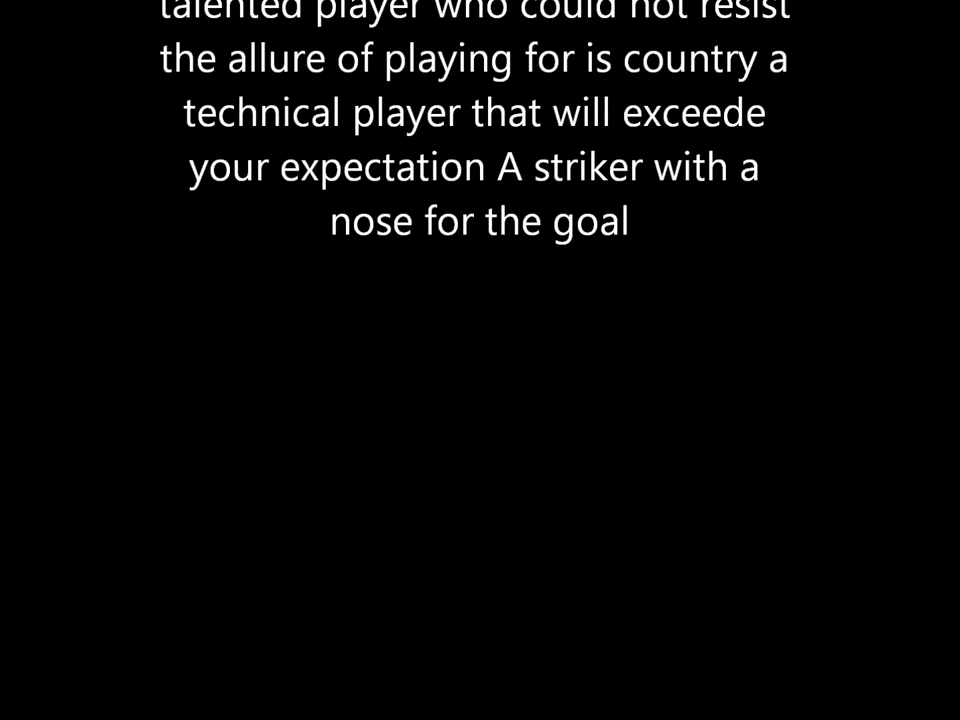 talented player who could not resist
the allure of playing for is country a
technical player that will exceede
your expectation A striker with a
nose for the goal